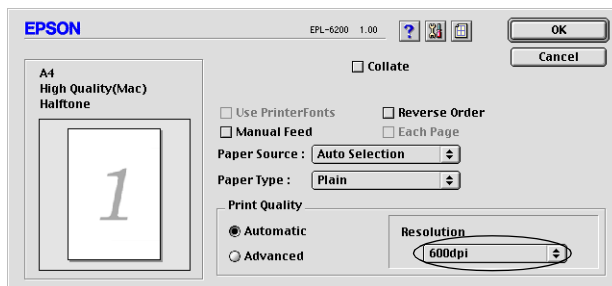 EPSON
EPL-6200 1.00
?
OK
Cancel
A4
High Quality(Mac)
Halftone
1
Collate
Use PrinterFonts
Reverse Order
Manual Feed
Each Page
Paper Source : Auto Selection
Paper Type : Plain
Print Quality
Automatic
Advanced
Resolution
600dpi